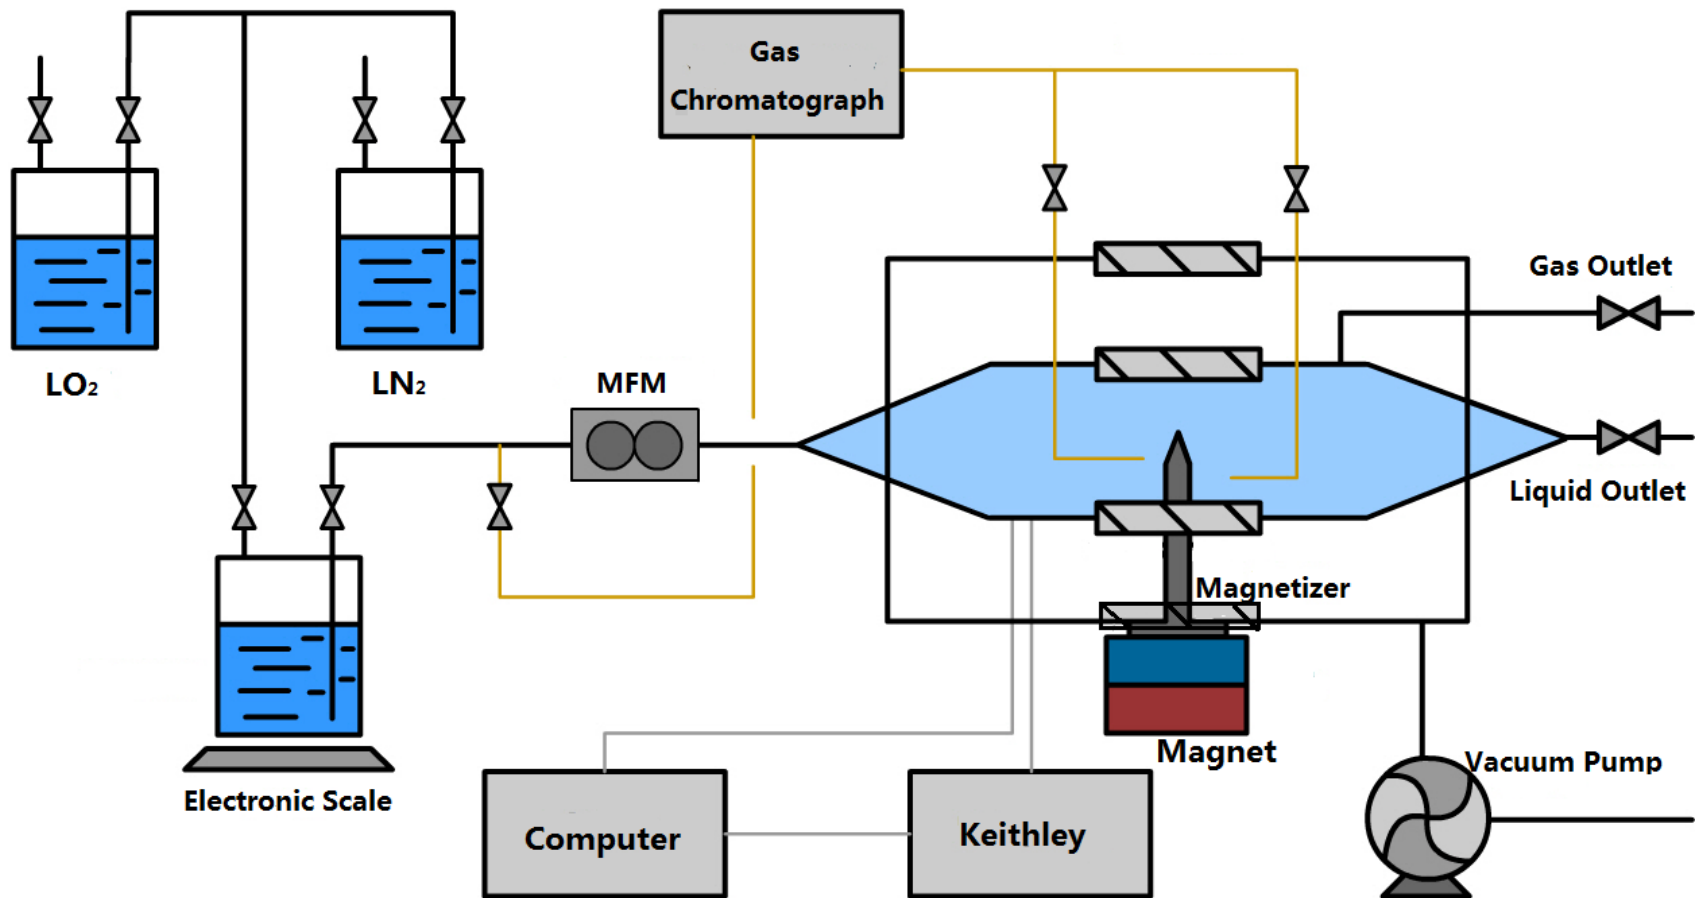 Gas
Chromatograph
Gas Outlet
LO₂
LN₂
MFM
Liquid Outlet
Magnetizer
Magnet
Vacuum Pump
Electronic Scale
Computer
Keithley